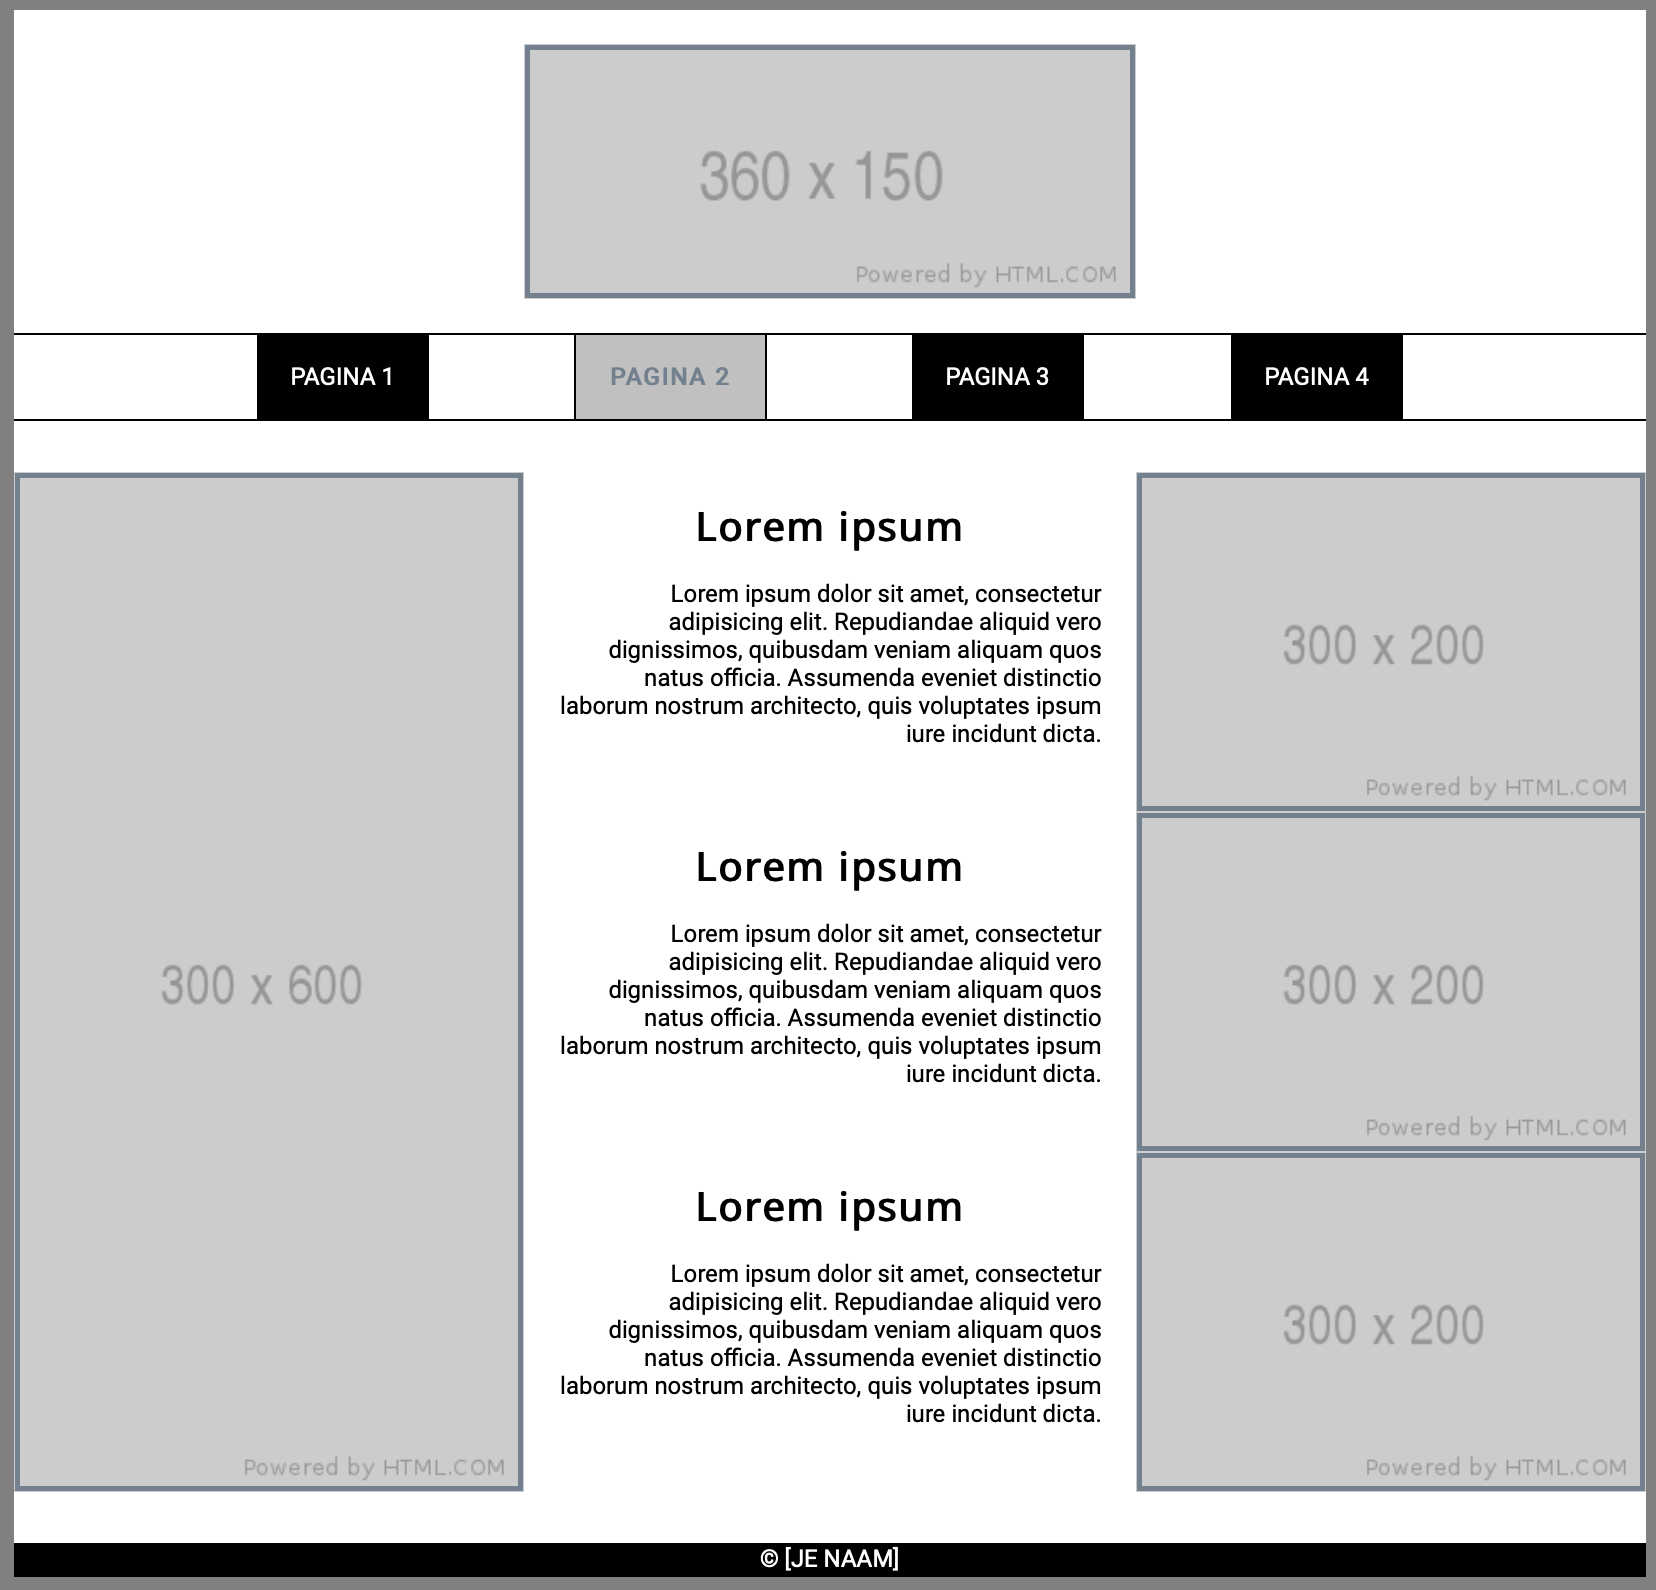 360 x 150
Powered by HTML.COM
PAGINA 1
PAGINA 2
PAGINA 3
PAGINA 4
300 x 600
Powered by HTML.COM
Lorem ipsum
Lorem ipsum dolor sit amet, consectetur
adipisicing elit. Repudiandae aliquid vero
dignissimos, quibusdam veniam aliquam quos
natus officia. Assumenda eveniet distinctio
laborum nostrum architecto, quis voluptates ipsum
iure incidunt dicta.
300 x 200
Powered by HTML.COM
Lorem ipsum
Lorem ipsum dolor sit amet, consectetur
adipisicing elit. Repudiandae aliquid vero
dignissimos, quibusdam veniam aliquam quos
natus officia. Assumenda eveniet distinctio
laborum nostrum architecto, quis voluptates ipsum
iure incidunt dicta.
300 x 200
Powered by HTML.COM
Lorem ipsum
Lorem ipsum dolor sit amet, consectetur
adipisicing elit. Repudiandae aliquid vero
dignissimos, quibusdam veniam aliquam quos
natus officia. Assumenda eveniet distinctio
laborum nostrum architecto, quis voluptates ipsum
iure incidunt dicta.
300 x 200
Powered by HTML.COM
© [JE NAAM]